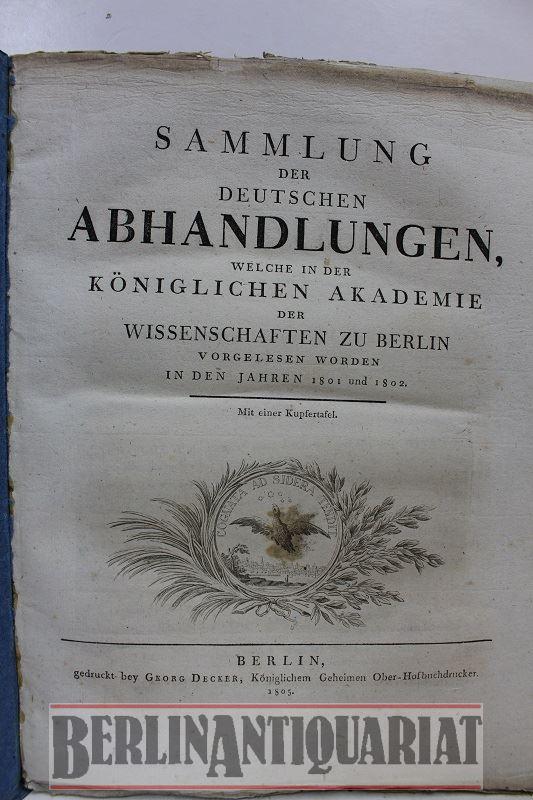 SAMMLUNG
DER
DEUTSCHEN
ABHANDLUNGEN,
WELCHE IN DER
KÖNIGLICHEN AKADEMIE
DER
WISSENSCHAFTEN ZU BERLIN
VORGELESEN WORDEN
IN DEN JAHREN 1801 und 1802.
Mit einer Kupfertafel.
COGNATA AD SIDERA TENDIT
BERLIN,
gedruckt bey GEORG DECKER, Königlichem Geheimen Ober-Hofbuchdrucker.
1805.
BERLINANTIQUARIAT